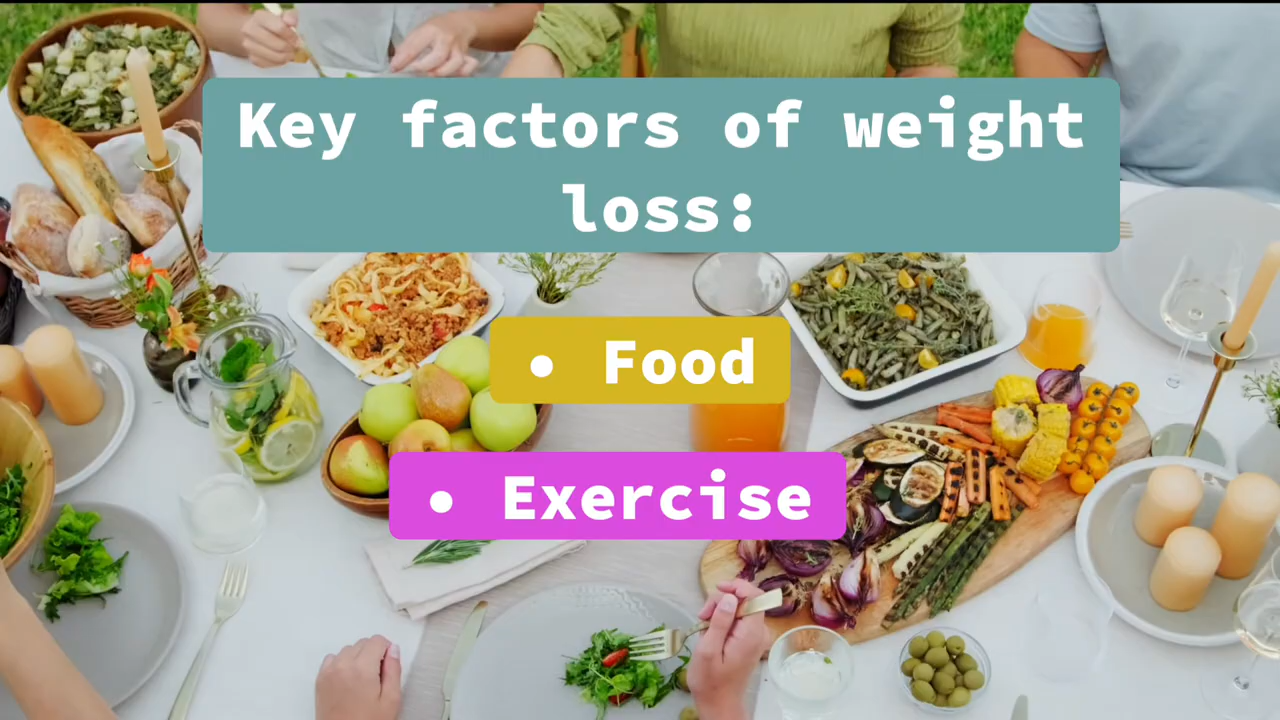 Key factors of weight
loss:
• Food
• Exercise